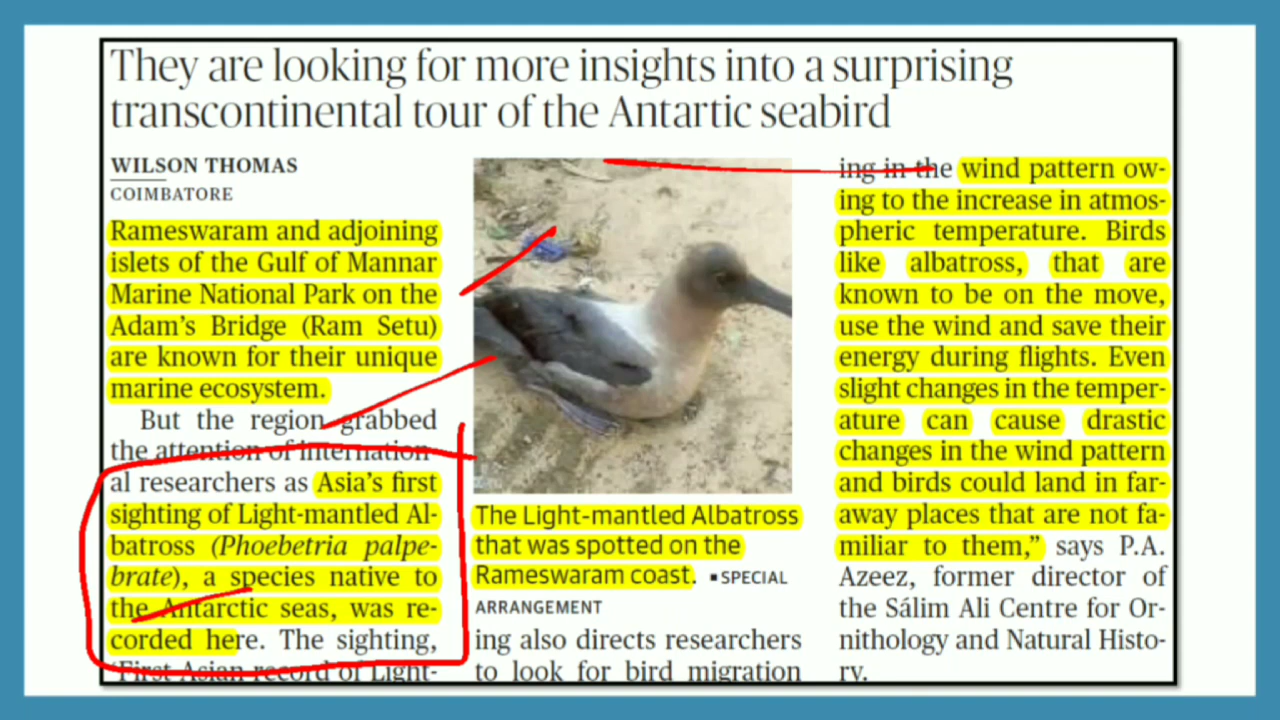 They are looking for more insights into a surprising
transcontinental tour of the Antartic seabird
WILSON THOMAS
COIMBATORE
Rameswaram and adjoining
islets of the Gulf of Mannar
Marine National Park on the
Adam's Bridge (Ram Setu)
are known for their unique
marine ecosystem.
But the region grabbed
the attention of internation-
al researchers as Asia's first
sighting of Light-mantled Al-
batross (Phoebetria palpe-
brate), a species native to
the Antarctic seas, was re-
corded here. The sighting,
'First Asian record of Light-
The Light-mantled Albatross
that was spotted on the
Rameswaram coast. ▪SPECIAL
ARRANGEMENT
ing also directs researchers
to look for bird migration
ing in the wind pattern ow-
ing to the increase in atmos-
pheric temperature. Birds
like albatross, that are
known to be on the move,
use the wind and save their
energy during flights. Even
slight changes in the temper-
ature can cause drastic
changes in the wind pattern
and birds could land in far-
away places that are not fa-
miliar to them,” says P.A.
Azeez, former director of
the Sálim Ali Centre for Or-
nithology and Natural Histo-
ry.